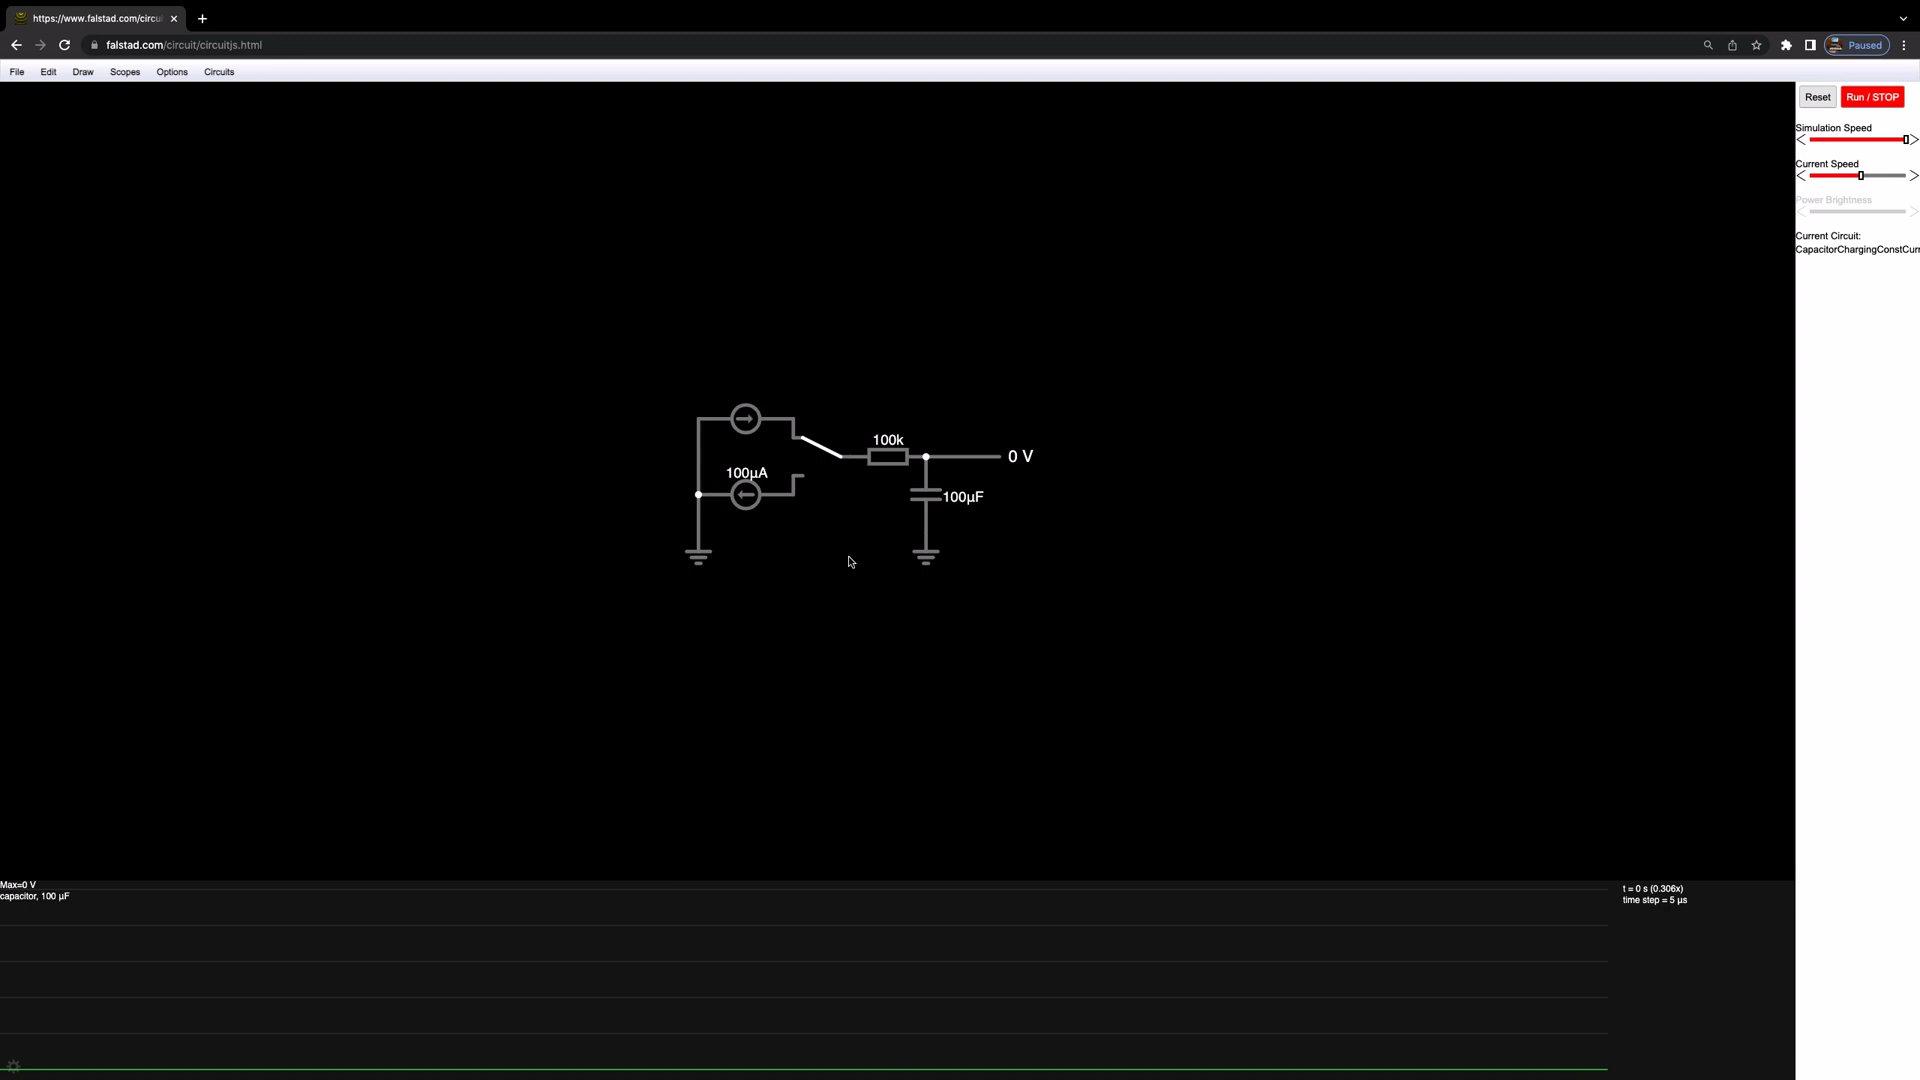 https://www.falstad.com/circu
falstad.com/circuit/circuitjs.html
Paused
File Edit Draw Scopes Options Circuits
Reset Run / STOP
Simulation Speed
Current Speed
Power Brightness
Current Circuit:
CapacitorChargingConstCurr
100k
0 V
100µA
100µF
Max=0 V
capacitor, 100 µF
t = 0 s (0.306x)
time step = 5 µs